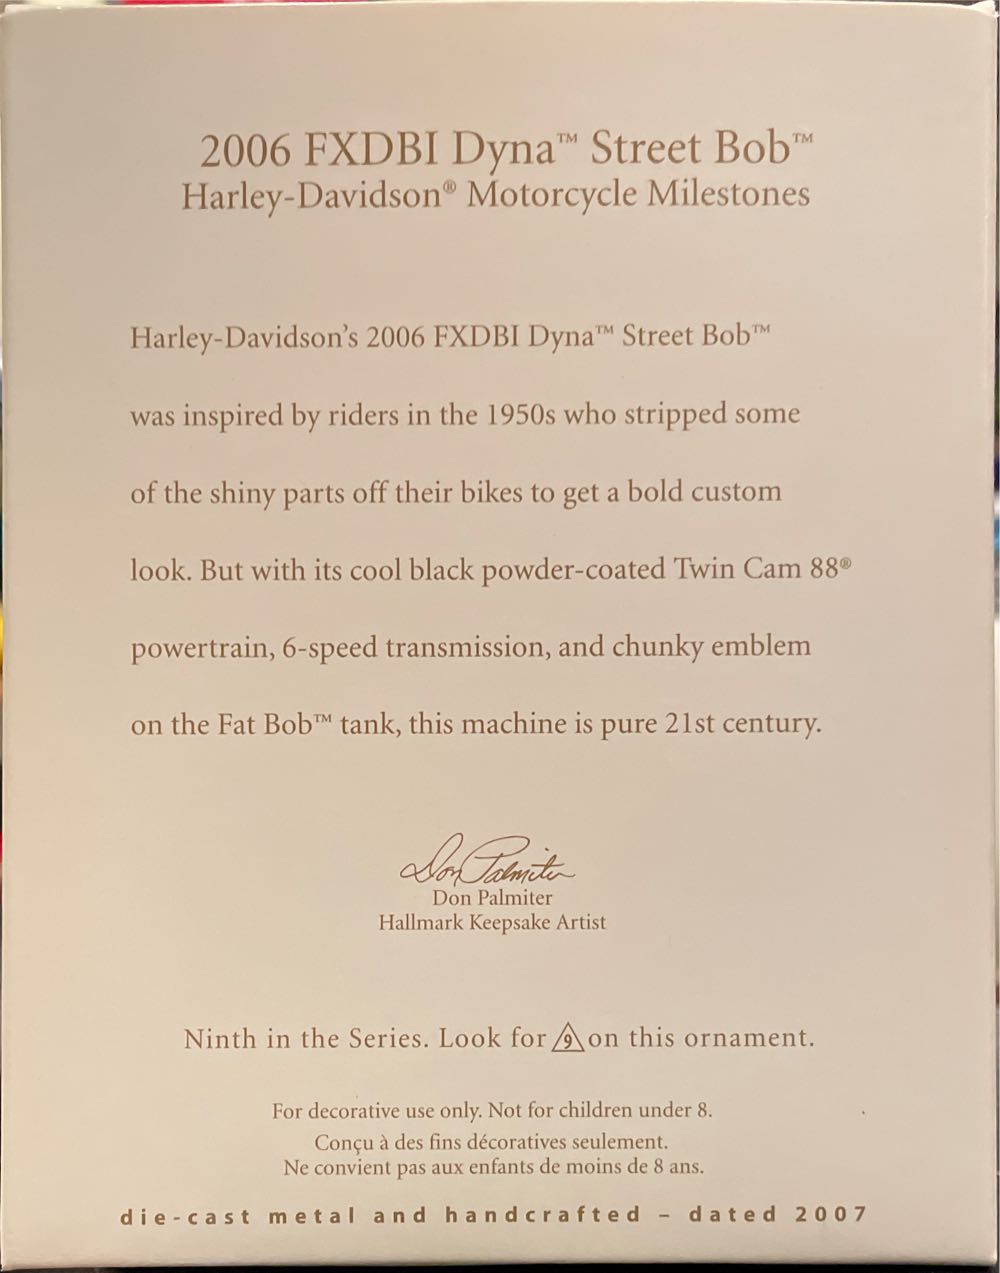 2006 FXDBI Dyna™ Street Bob™
Harley-Davidson® Motorcycle Milestones
Harley-Davidson's 2006 FXDBI Dyna™ Street Bob™
was inspired by riders in the 1950s who stripped some
of the shiny parts off their bikes to get a bold custom
look. But with its cool black powder-coated Twin Cam 88®
powertrain, 6-speed transmission, and chunky emblem
on the Fat Bob™ tank, this machine is pure 21st century.
Don Palmiter
Don Palmiter
Hallmark Keepsake Artist
Ninth in the Series. Look for 9 on this ornament.
For decorative use only. Not for children under 8.
Conçu à des fins décoratives seulement.
Ne convient pas aux enfants de moins de 8 ans.
die-cast metal and handcrafted – dated 2007